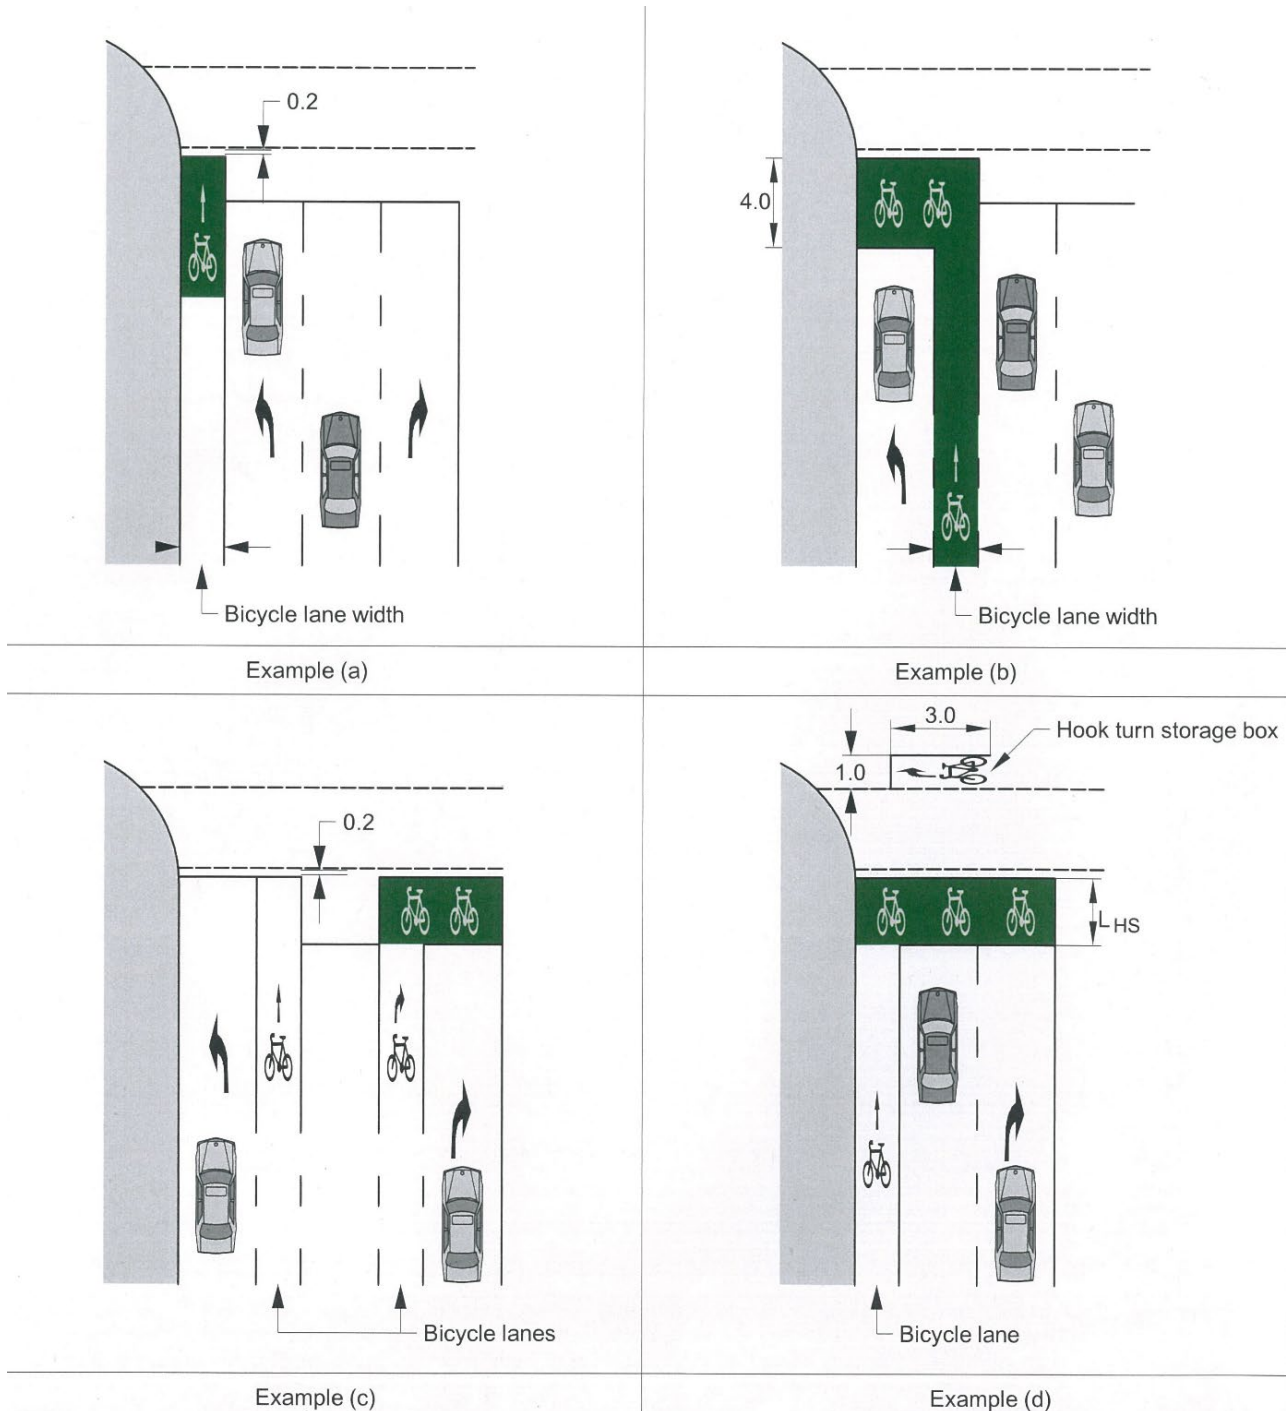 0.2
Bicycle lane width
Example (a)
4.0
Bicycle lane width
Example (b)
0.2
Bicycle lanes
Example (c)
3.0
Hook turn storage box
1.0
LHS
Bicycle lane
Example (d)